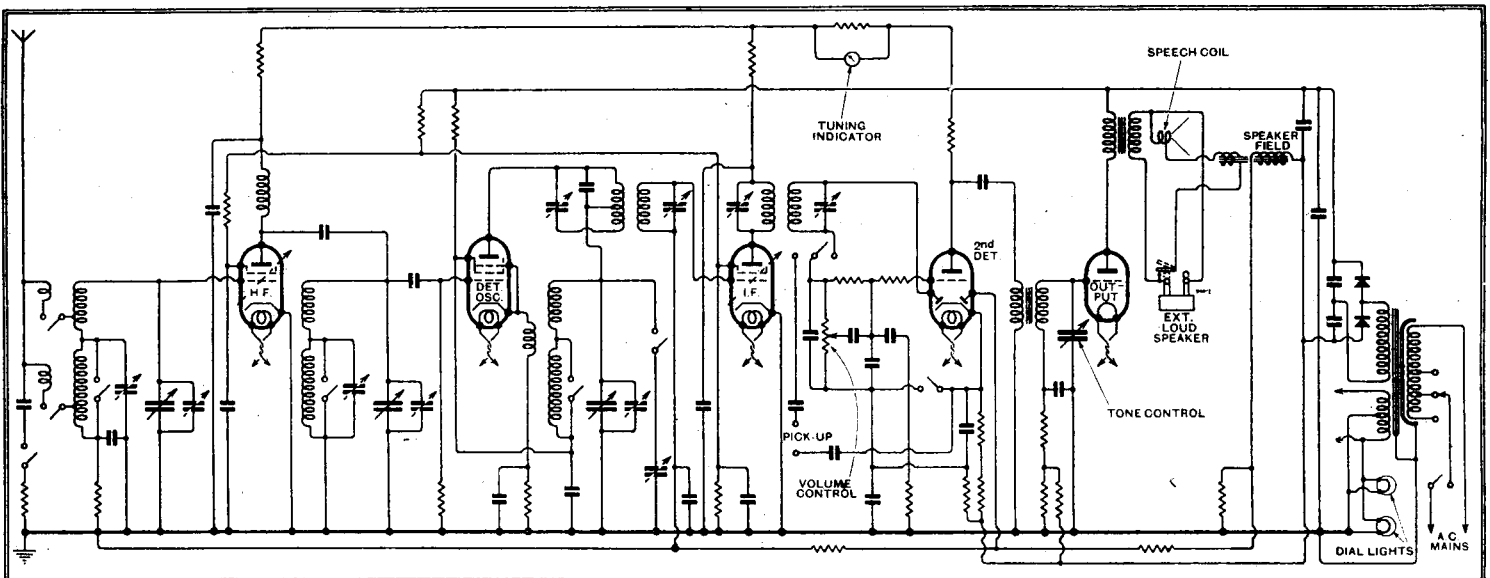 SPEECH COIL
TUNING
INDICATOR
SPEAKER
FIELD
H.F.
DET.
OSC.
I.F.
2nd
DET.
OUT-
PUT
EXT.
LOUD
SPEAKER
TONE CONTROL
PICK-UP
VOLUME
CONTROL
DIAL LIGHTS
A.C.
MAINS